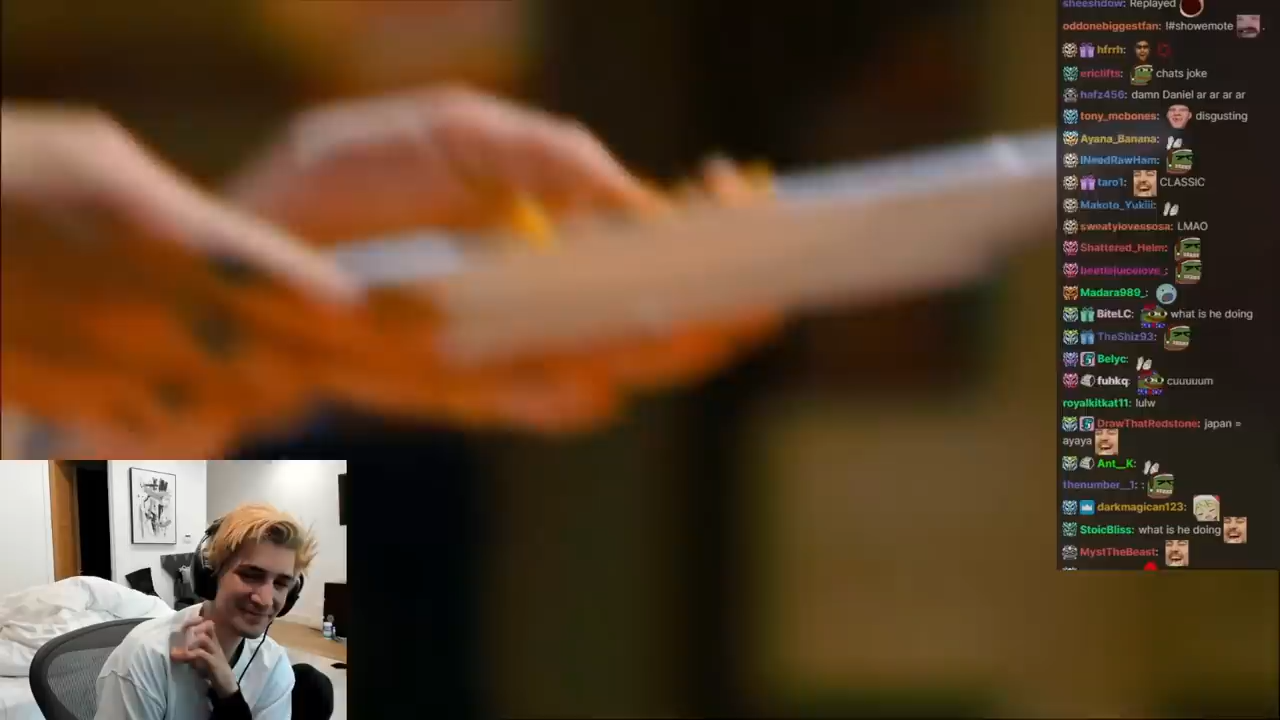 sheeshdow: Replayed
oddonebiggestfan: !#showemote .
hfrrh:
ericlifts: chats joke
hafz456: damn Daniel ar ar ar ar
tony_mcbones: disgusting
Ayana_Banana:
INeedRawHam:
taro1: CLASSIC
Makoto_Yukiii:
sweatylovessosa: LMAO
Shattered_Helm:
beetlejuicelove_:
Madara989_:
BiteLC: what is he doing
TheShiz93:
Belyc:
fuhkq: cuuuuum
royalkitkat11: lulw
DrawThatRedstone: japan =
ayaya
Ant__K:
thenumber__1: :
darkmagican123:
StoicBliss: what is he doing
MystTheBeast: